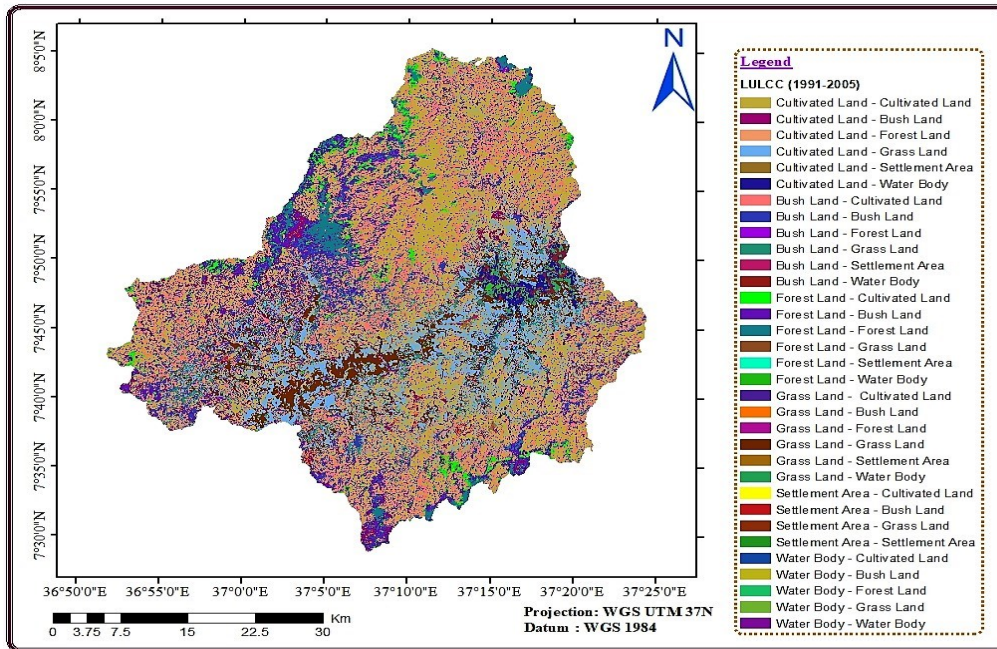 N
8°5'0"N
8°0'0"N
7°55'0"N
7°50'0"N
7°45'0"N
7°40'0"N
7°35'0"N
7°30'0"N
36°50'0"E 36°55'0"E 37°0'0"E 37°5'0"E 37°10'0"E 37°15'0"E 37°20'0"E 37°25'0"E
Km
0 3.75 7.5 15 22.5 30
Projection: WGS UTM 37N
Datum : WGS 1984
Legend
LULCC (1991-2005)
Cultivated Land - Cultivated Land
Cultivated Land - Bush Land
Cultivated Land - Forest Land
Cultivated Land - Grass Land
Cultivated Land - Settlement Area
Cultivated Land - Water Body
Bush Land - Cultivated Land
Bush Land - Bush Land
Bush Land - Forest Land
Bush Land - Grass Land
Bush Land - Settlement Area
Bush Land - Water Body
Forest Land - Cultivated Land
Forest Land - Bush Land
Forest Land - Forest Land
Forest Land - Grass Land
Forest Land - Settlement Area
Forest Land - Water Body
Grass Land - Cultivated Land
Grass Land - Bush Land
Grass Land - Forest Land
Grass Land - Grass Land
Grass Land - Settlement Area
Grass Land - Water Body
Settlement Area - Cultivated Land
Settlement Area - Bush Land
Settlement Area - Grass Land
Settlement Area - Settlement Area
Water Body - Cultivated Land
Water Body - Bush Land
Water Body - Forest Land
Water Body - Grass Land
Water Body - Water Body